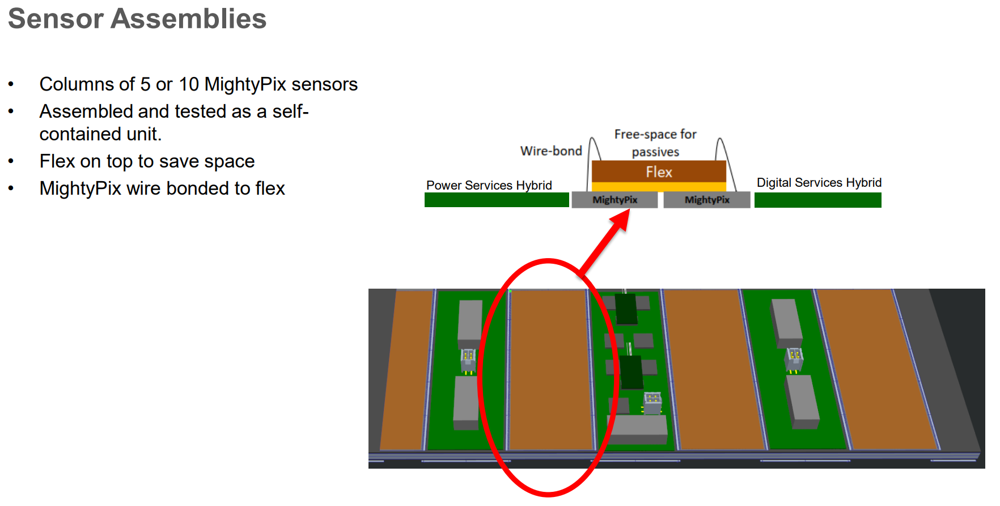 Sensor Assemblies
• Columns of 5 or 10 MightyPix sensors
• Assembled and tested as a self-
contained unit.
• Flex on top to save space
• MightyPix wire bonded to flex
Free-space for
passives
Wire-bond
Flex
Power Services Hybrid
Digital Services Hybrid
MightyPix
MightyPix